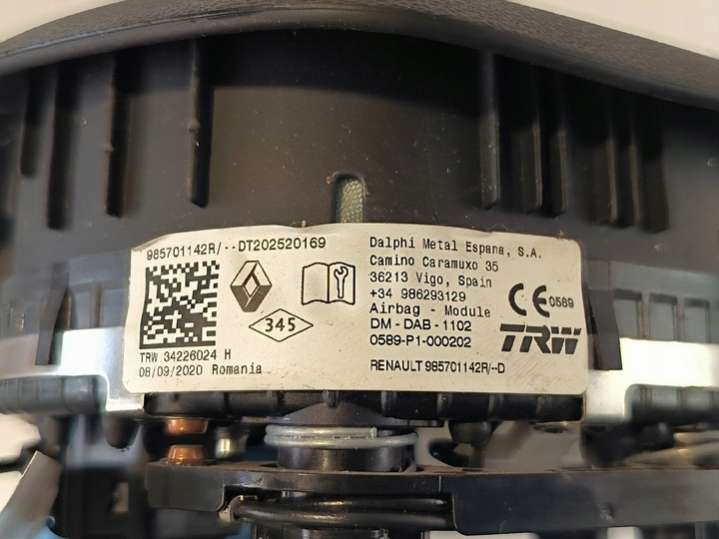 985701142R/--DT202520169
345
TRW 34226024 H
08/09/2020 Romania
Dalphi Metal Espana, S.A.
Camino Caramuxo 35
36213 Vigo, Spain
+34 986293129
Airbag - Module
DM - DAB - 1102
0589-P1-000202
RENAULT 985701142R/--D
CE 0589
TRW